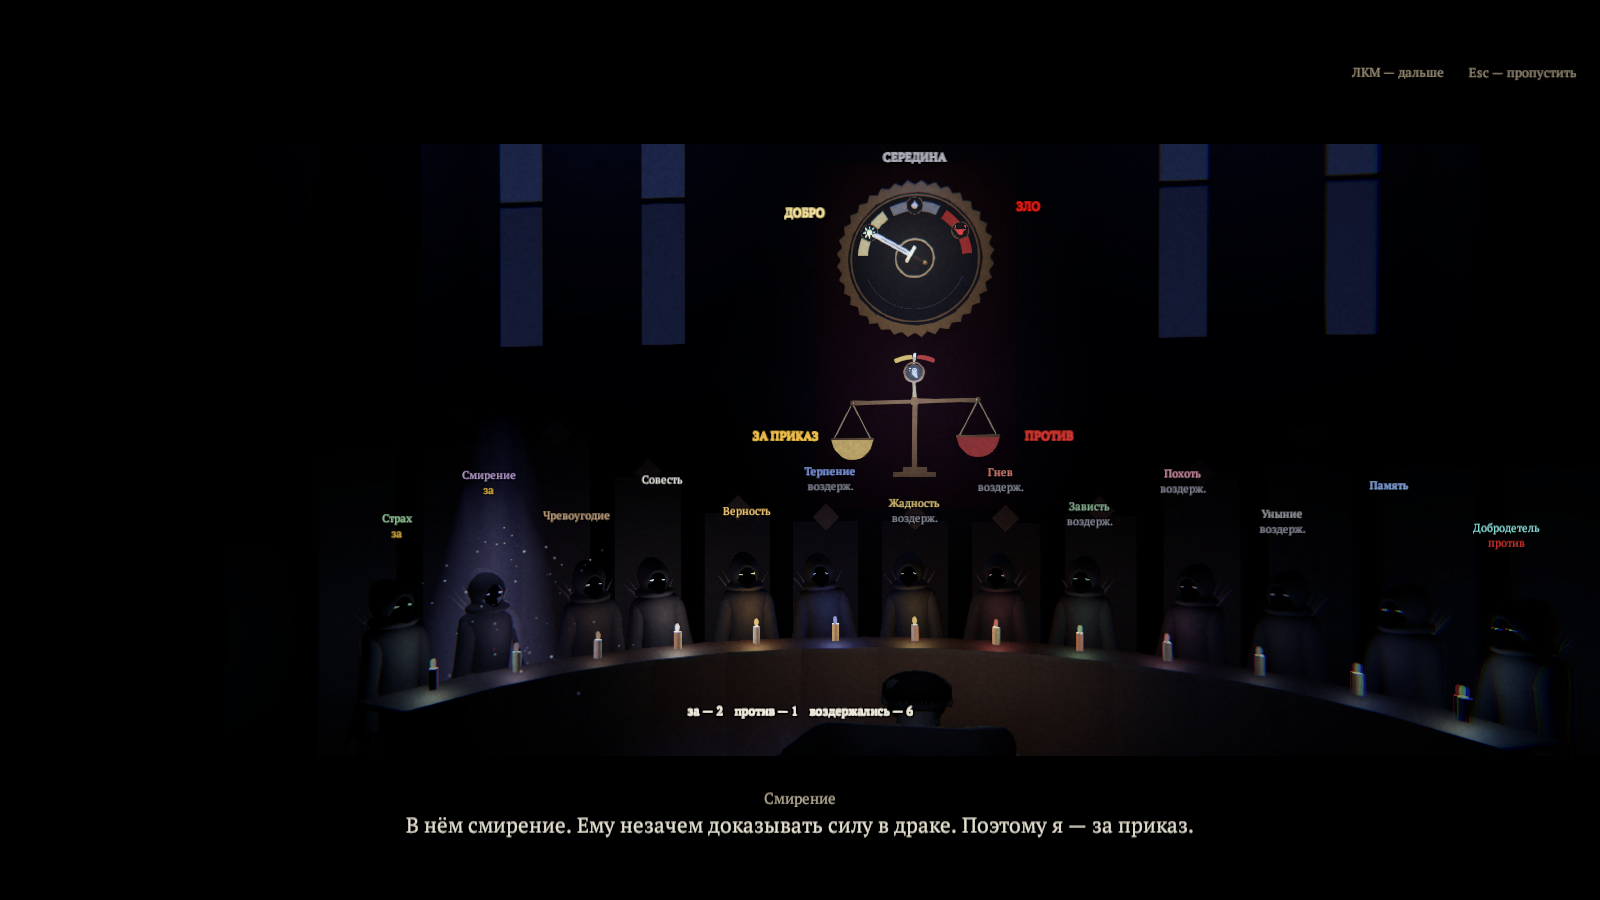 ЛКМ — дальше Esc — пропустить
СЕРЕДИНА
ДОБРО
ЗЛО
ЗА ПРИКАЗ
ПРОТИВ
Страх
за
Смирение
за
Чревоугодие
Совесть
Верность
Терпение
воздерж.
Жадность
воздерж.
Гнев
воздерж.
Зависть
воздерж.
Похоть
воздерж.
Уныние
воздерж.
Память
Добродетель
против
за — 2 против — 1 воздержались — 6
Смирение
В нём смирение. Ему незачем доказывать силу в драке. Поэтому я — за приказ.